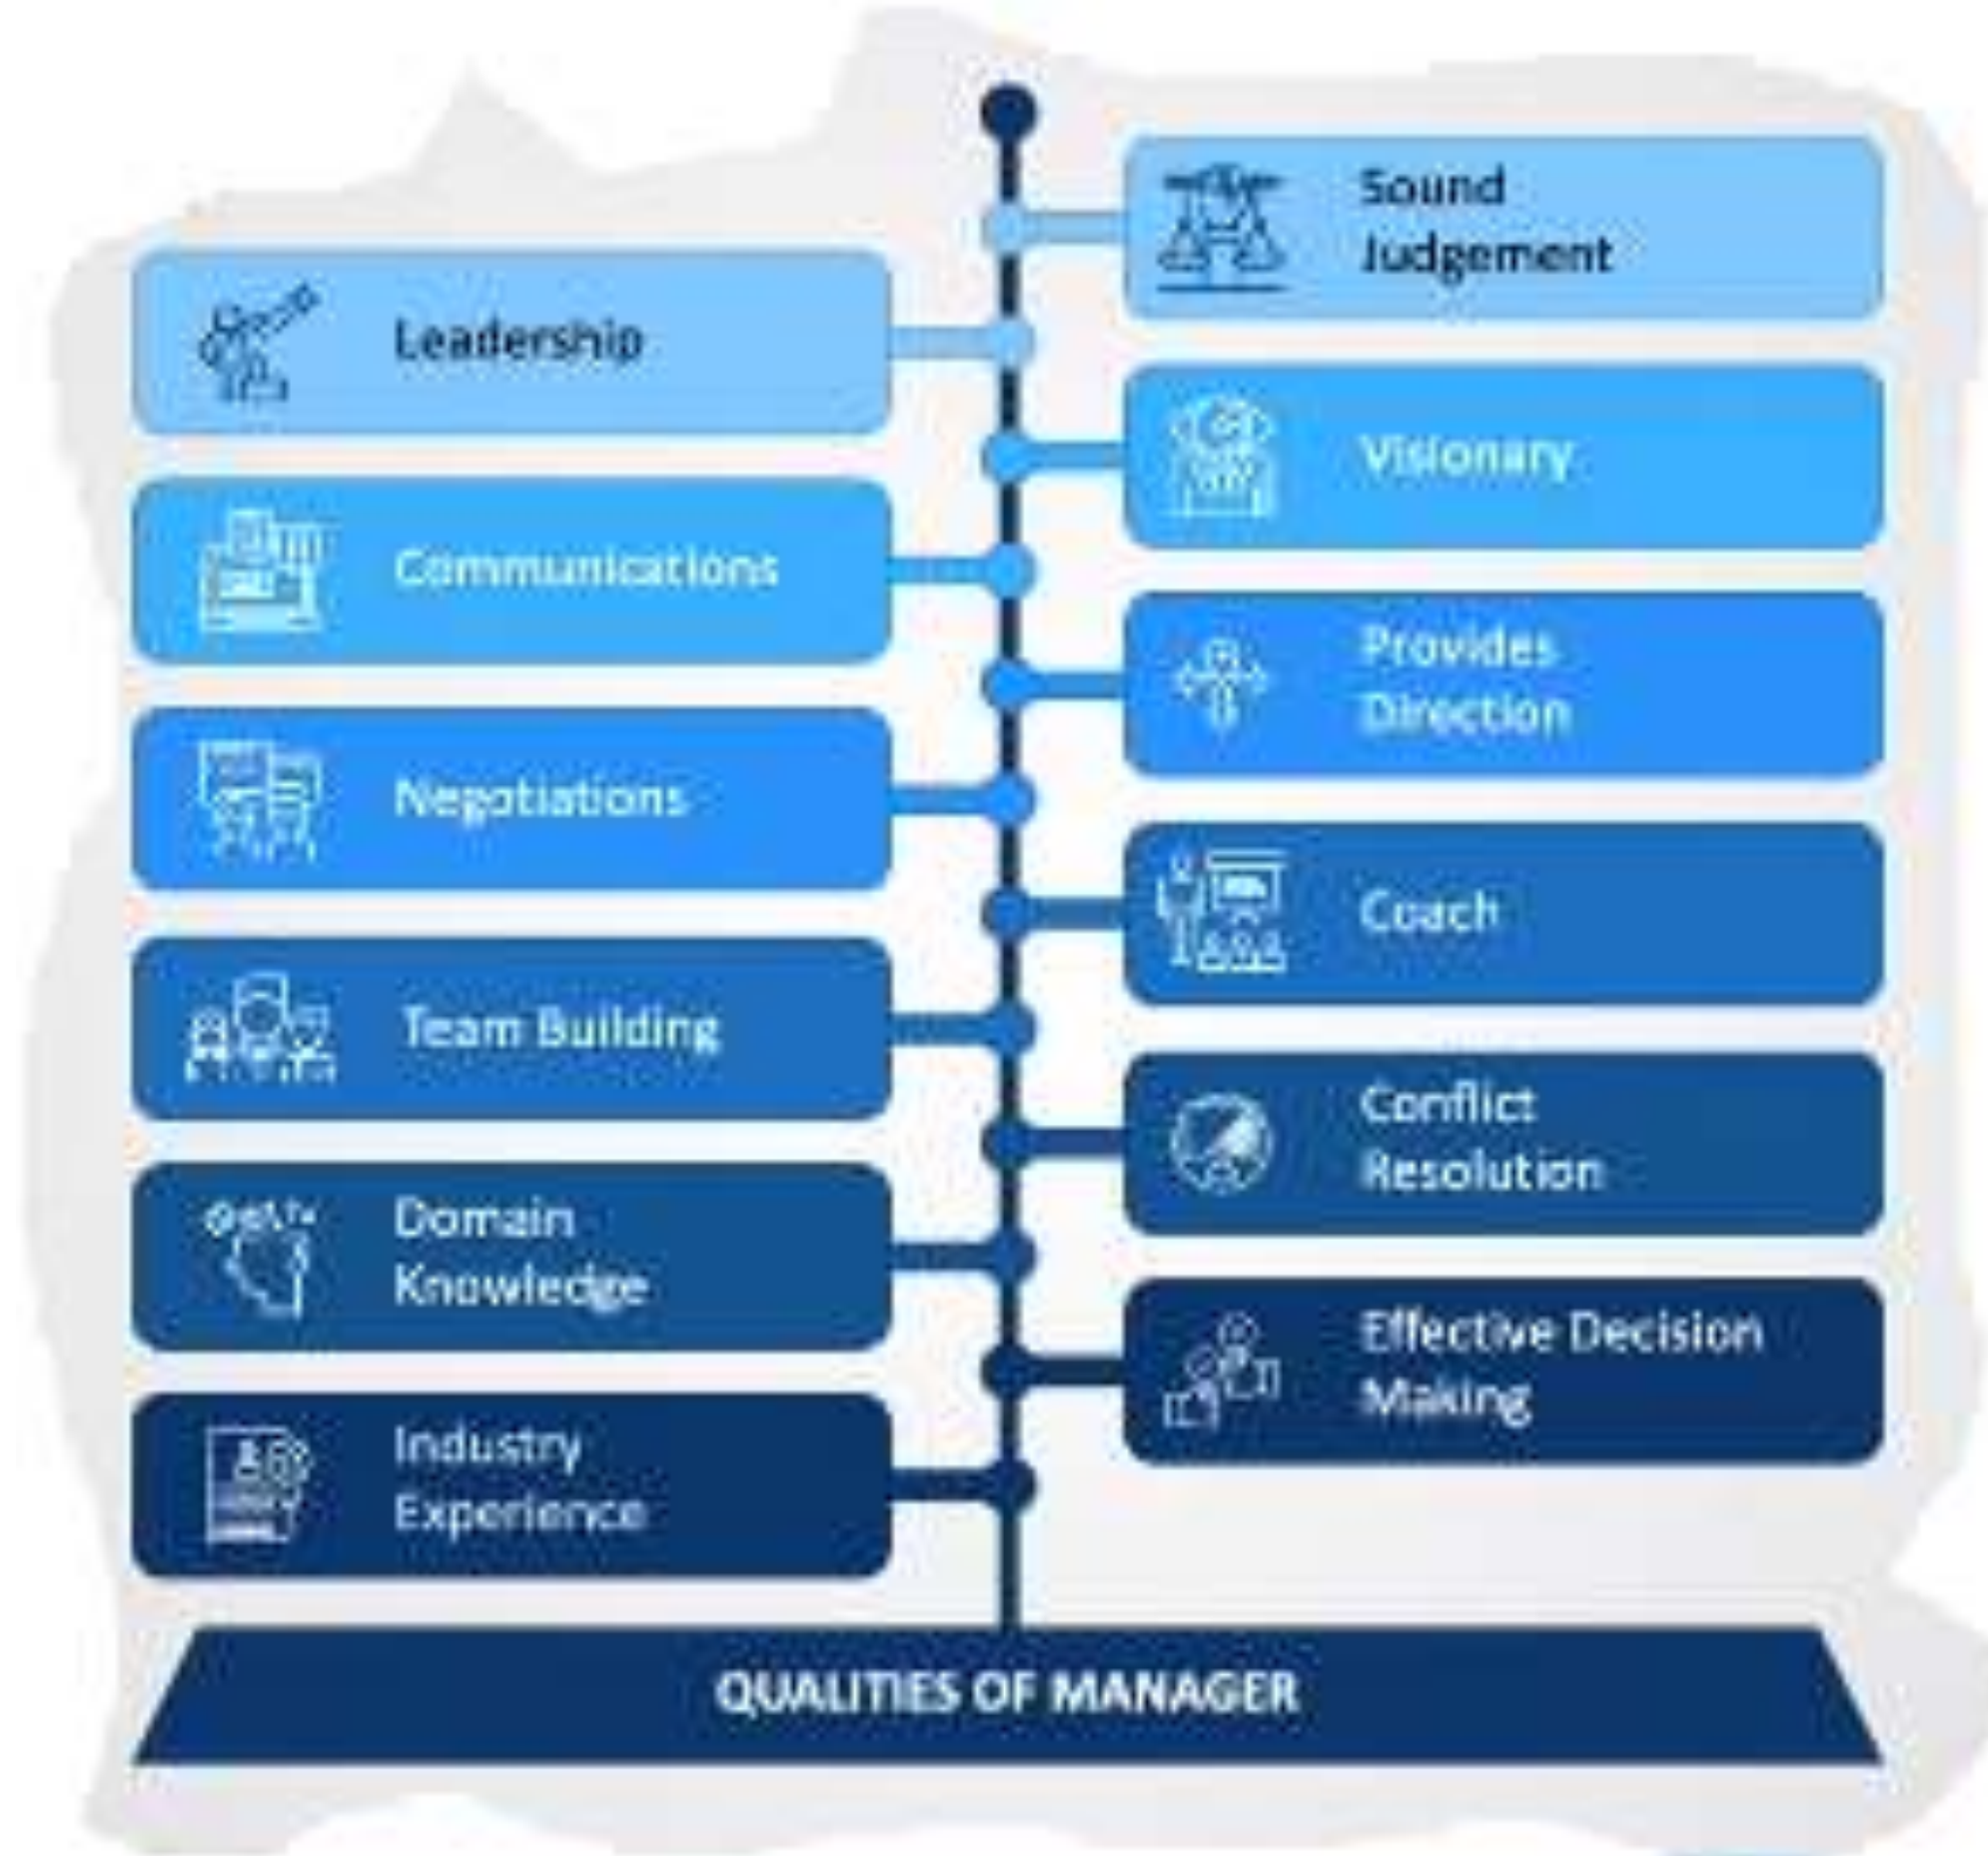 Sound
Judgement
Leadership
Visionary
Communications
Provides
Direction
Negotiations
Coach
Team Building
Conflict
Resolution
Domain
Knowledge
Effective Decision
Making
Industry
Experience
QUALITIES OF MANAGER